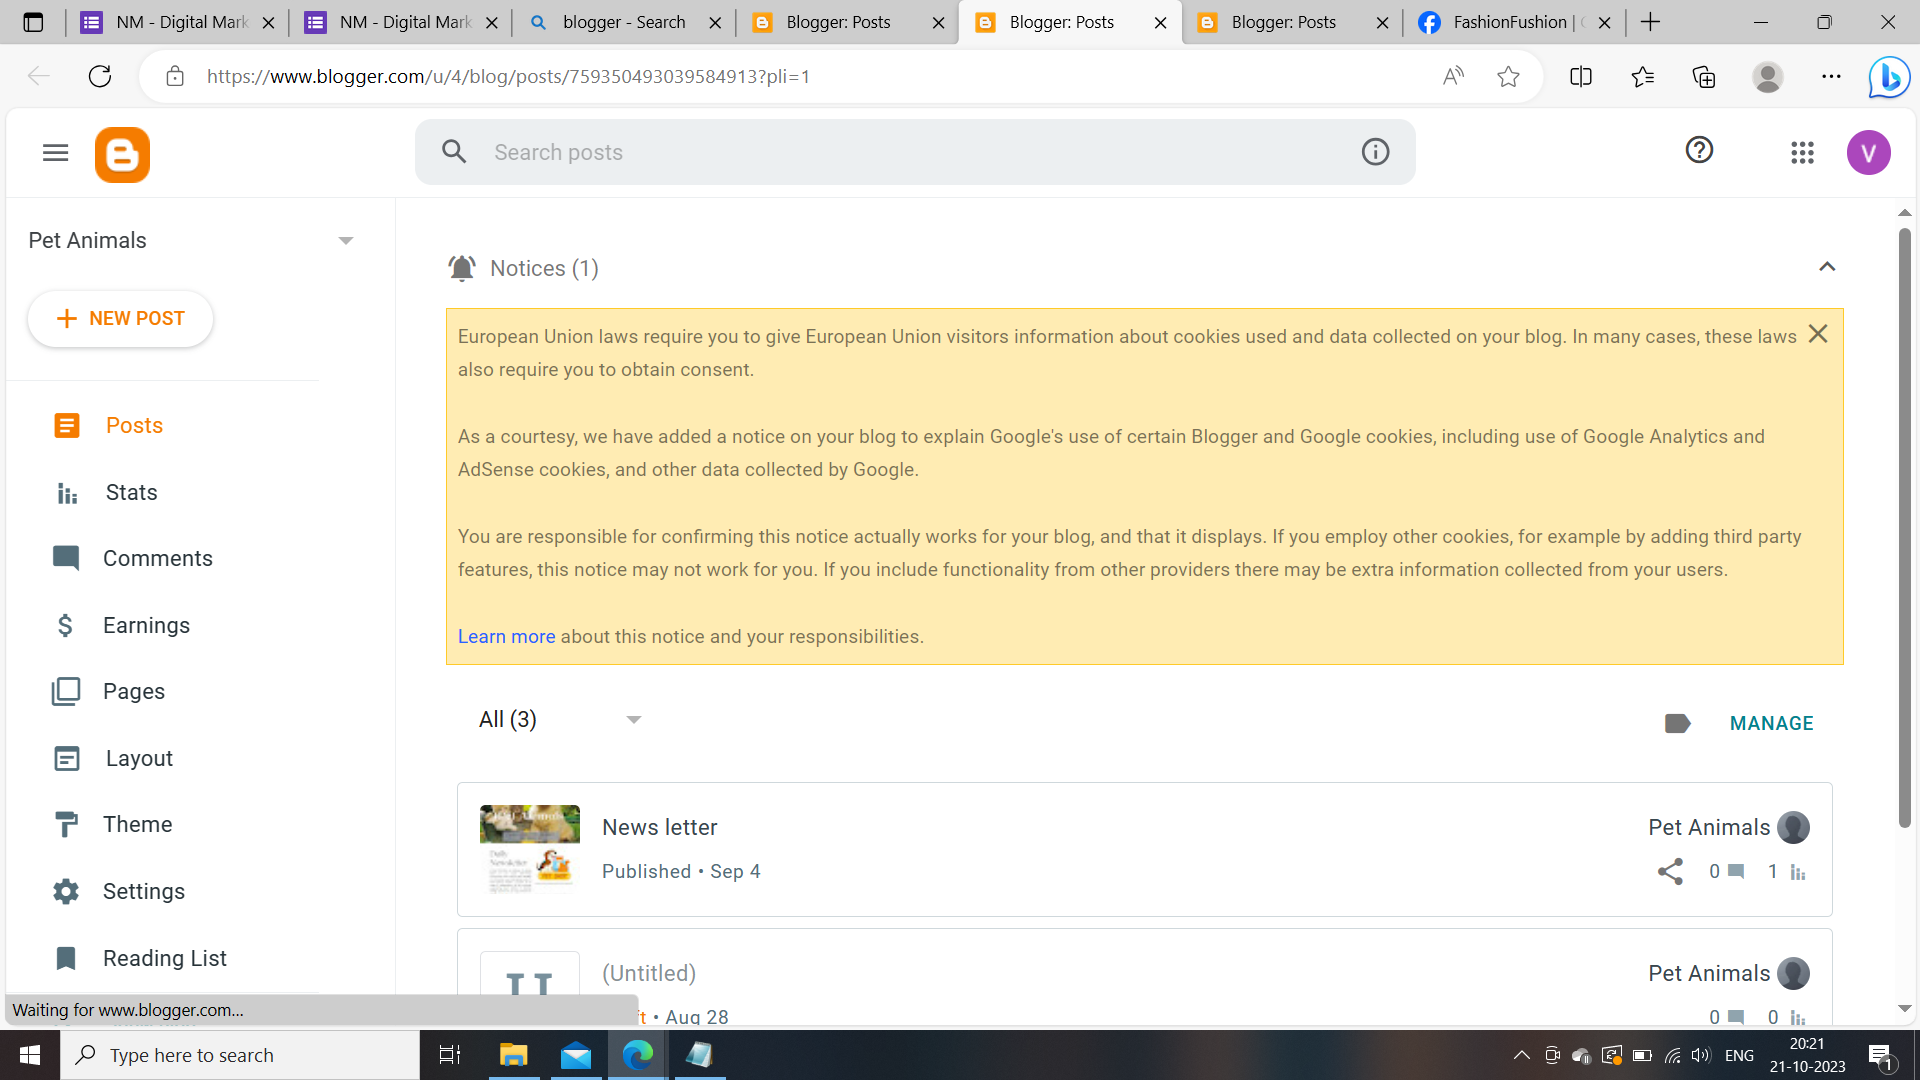 NM - Digital Mark
NM - Digital Mark
blogger - Search
Blogger: Posts
Blogger: Posts
Blogger: Posts
FashionFushion |
https://www.blogger.com/u/4/blog/posts/759350493039584913?pli=1
Search posts
V
Pet Animals
NEW POST
Posts
Stats
Comments
Earnings
Pages
Layout
Theme
Settings
Reading List
Notices (1)
European Union laws require you to give European Union visitors information about cookies used and data collected on your blog. In many cases, these laws
also require you to obtain consent.
As a courtesy, we have added a notice on your blog to explain Google's use of certain Blogger and Google cookies, including use of Google Analytics and
AdSense cookies, and other data collected by Google.
You are responsible for confirming this notice actually works for your blog, and that it displays. If you employ other cookies, for example by adding third party
features, this notice may not work for you. If you include functionality from other providers there may be extra information collected from your users.
Learn more about this notice and your responsibilities.
All (3)
MANAGE
News letter
Published • Sep 4
Pet Animals
0 1
(Untitled)
• Aug 28
Pet Animals
0 0
Waiting for www.blogger.com...
Type here to search
ENG
20:21
21-10-2023
1